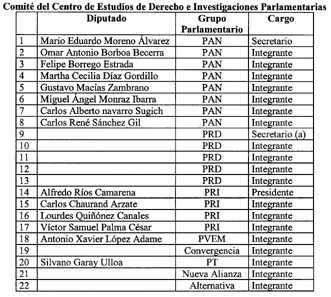 Comité del Centro de Estudios de Derecho e Investigaciones Parlamentarias
Diputado Grupo Parlamentario Cargo
1 Mario Eduardo Moreno Álvarez PAN Secretario
2 Omar Antonio Borboa Becerra PAN Integrante
3 Felipe Borrego Estrada PAN Integrante
4 Martha Cecilia Díaz Gordillo PAN Integrante
5 Gustavo Macías Zambrano PAN Integrante
6 Miguel Ángel Monraz Ibarra PAN Integrante
7 Carlos Alberto navarro Sugich PAN Integrante
8 Carlos René Sánchez Gil PAN Integrante
9 PRD Secretario (a)
10 PRD Integrante
11 PRD Integrante
12 PRD Integrante
13 PRD Integrante
14 Alfredo Ríos Camarena PRI Presidente
15 Carlos Chaurand Arzate PRI Integrante
16 Lourdes Quiñónez Canales PRI Integrante
17 Víctor Samuel Palma César PRI Integrante
18 Antonio Xavier López Adame PVEM Integrante
19 Convergencia Integrante
20 Silvano Garay Ulloa PT Integrante
21 Nueva Alianza Integrante
22 Alternativa Integrante